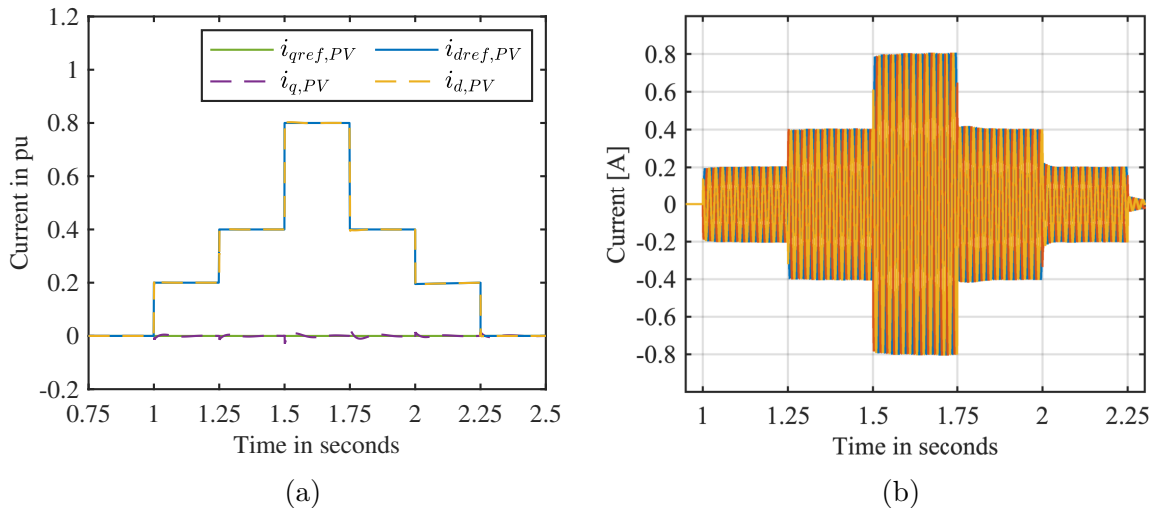 1.2
1
0.8
0.6
0.4
0.2
0
-0.2
Current in pu
i_{qref,PV} i_{dref,PV}
i_{q,PV} i_{d,PV}
0.75 1 1.25 1.5 1.75 2 2.25 2.5
Time in seconds
(a)
0.8
0.6
0.4
0.2
0
-0.2
-0.4
-0.6
-0.8
Current [A]
1 1.25 1.5 1.75 2 2.25
Time in seconds
(b)